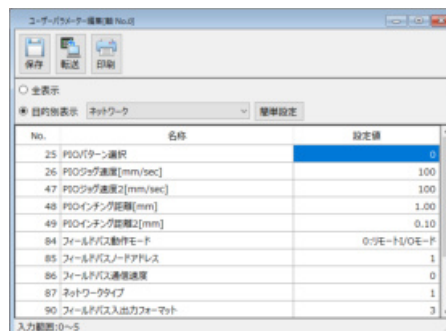 ユーザーパラメーター編集[軸 No.0]
保存 転送 印刷
全表示
目的別表示 ネットワーク 簡単設定
No. 名称 設定値
25 PIOパターン選択 0
26 PIOジョグ速度[mm/sec] 100
47 PIOジョグ速度2[mm/sec] 100
48 PIOインチング距離[mm] 1.00
49 PIOインチング距離2[mm] 0.10
84 フィールドバス動作モード 0:リモートI/Oモード
85 フィールドバスノードアドレス 1
86 フィールドバス通信速度 0
87 ネットワークタイプ 1
90 フィールドバス入出力フォーマット 3
入力範囲:0～5